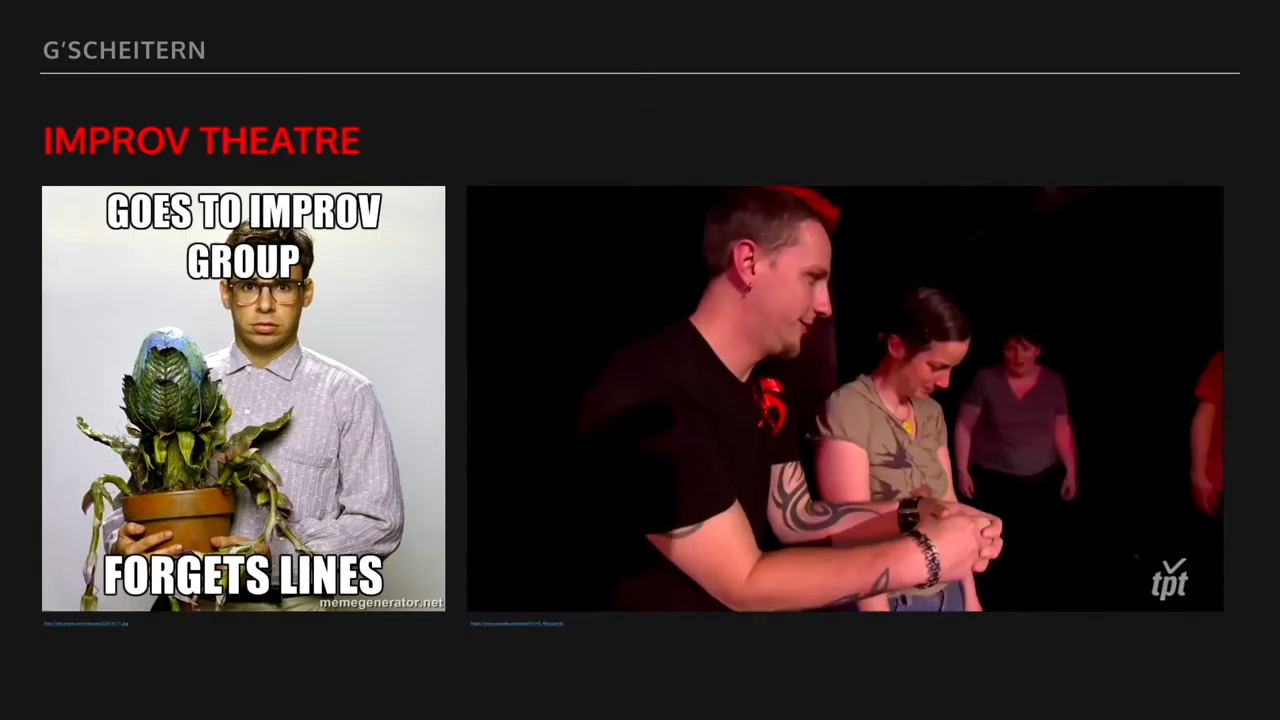 G'SCHEITERN
IMPROV THEATRE
GOES TO IMPROV
GROUP
FORGETS LINES
memegenerator.net
tpt